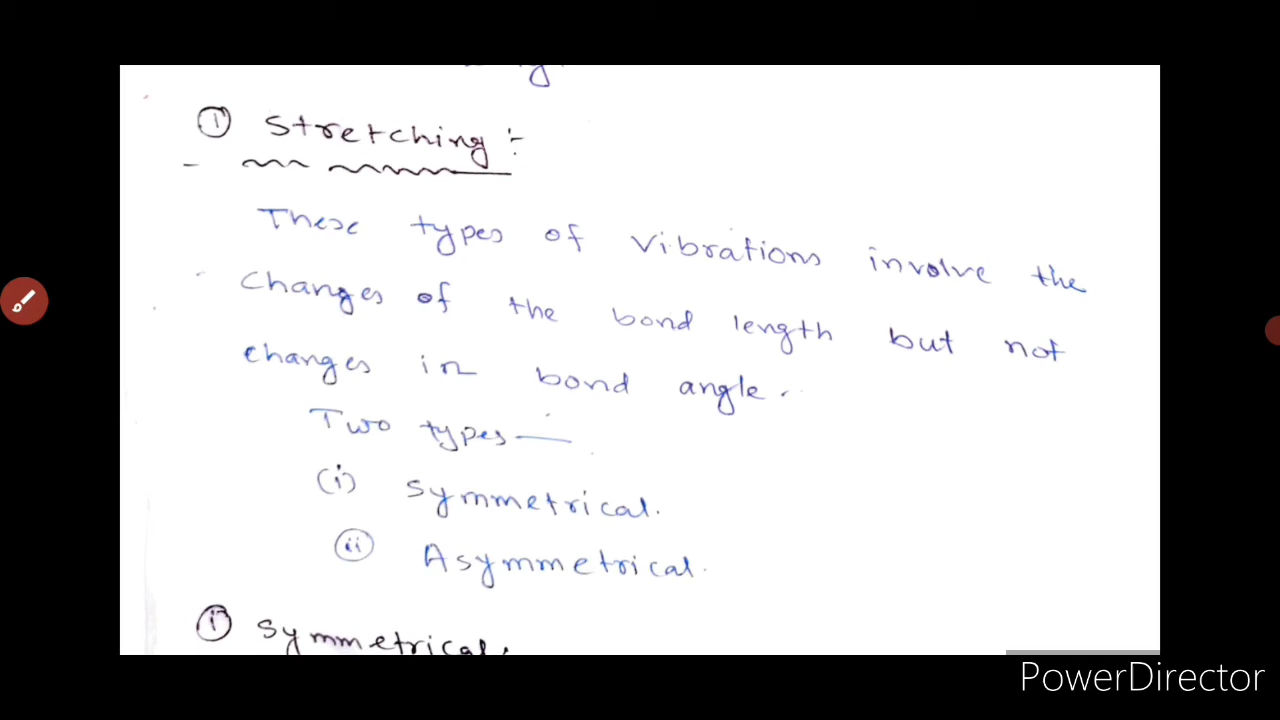 ① Stretching :-
These types of Vibrations involve the
changes of the bond length but not
changes in bond angle.
Two types —
(i) symmetrical.
(ii) Asymmetrical.
(i) Symmetrical.
PowerDirector